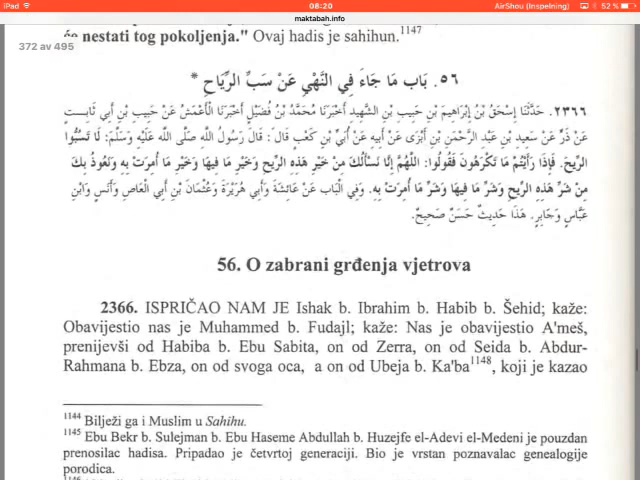 iPad 08:20 AirShou (Inspelning) 52 %
maktabah.info
će nestati tog pokoljenja." Ovaj hadis je sahihun.1147
372 av 495
٥٦. بَاب مَا جَاءَ فِي النَّهْيِ عَنْ سَبِّ الرِّيَاحِ *
٢٣٦٦. حَدَّثَنَا إِسْحَقُ بْنُ إِبْرَاهِيمَ بْنِ حَبِيبِ بْنِ الشَّهِيدِ أَخْبَرَنَا مُحَمَّدُ بْنُ فُضَيْلٍ أَخْبَرَنَا الْأَعْمَشُ عَنْ حَبِيبِ بْنِ أَبِي ثَابِتٍ
عَنْ ذَرٍّ عَنْ سَعِيدِ بْنِ عَبْدِ الرَّحْمَنِ بْنِ أَبْزَى عَنْ أَبِيهِ عَنْ أُبَيِّ بْنِ كَعْبٍ قَالَ: قَالَ رَسُولُ اللَّهِ صَلَّى اللَّهُ عَلَيْهِ وَسَلَّمَ: لَا تَسُبُّوا
الرِّيحَ. فَإِذَا رَأَيْتُمْ مَا تَكْرَهُونَ فَقُولُوا: اللَّهُمَّ إِنَّا نَسْأَلُكَ مِنْ خَيْرِ هَذِهِ الرِّيحِ وَخَيْرِ مَا فِيهَا وَخَيْرِ مَا أُمِرَتْ بِهِ وَنَعُوذُ بِكَ
مِنْ شَرِّ هَذِهِ الرِّيحِ وَشَرِّ مَا فِيهَا وَشَرِّ مَا أُمِرَتْ بِهِ. وَفِي الْبَاب عَنْ عَائِشَةَ وَأَبِي هُرَيْرَةَ وَعُثْمَانَ بْنِ أَبِي الْعَاصِ وَأَنَسٍ وَابْنِ
عَبَّاسٍ وَجَابِرٍ. هَذَا حَدِيثٌ حَسَنٌ صَحِيحٌ.
56. O zabrani grđenja vjetrova
2366. ISPRIČAO NAM JE Ishak b. Ibrahim b. Habib b. Šehid; kaže:
Obavijestio nas je Muhammed b. Fudajl; kaže: Nas je obavijestio A'meš,
prenijevši od Habiba b. Ebu Sabita, on od Zerra, on od Seida b. Abdur-
Rahmana b. Ebza, on od svoga oca, a on od Ubeja b. Ka'ba1148, koji je kazao
1144 Bilježi ga i Muslim u Sahihu.
1145 Ebu Bekr b. Sulejman b. Ebu Haseme Abdullah b. Huzejfe el-Adevi el-Medeni je pouzdan
prenosilac hadisa. Pripadao je četvrtoj generaciji. Bio je vrstan poznavalac genealogije
porodica.